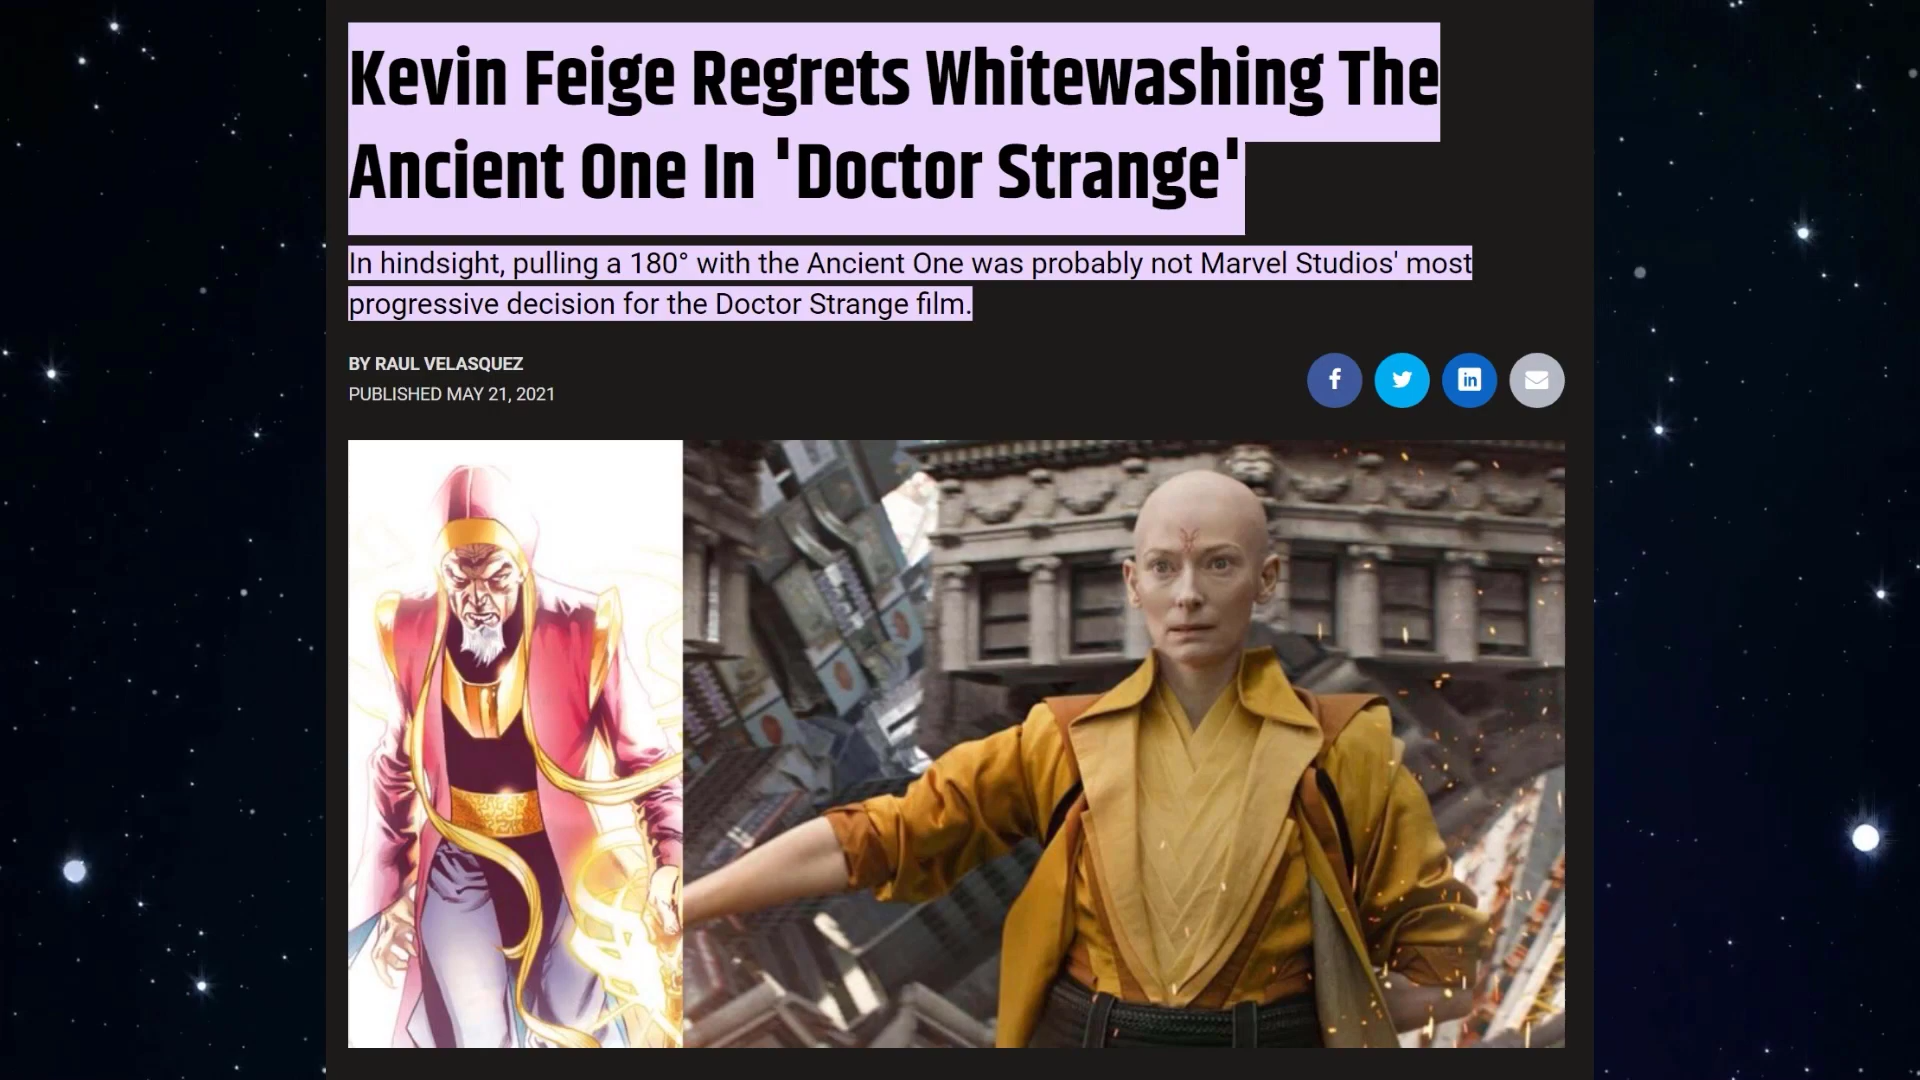 Kevin Feige Regrets Whitewashing The
Ancient One In 'Doctor Strange'
In hindsight, pulling a 180° with the Ancient One was probably not Marvel Studios' most
progressive decision for the Doctor Strange film.
BY RAUL VELASQUEZ
PUBLISHED MAY 21, 2021
f
in